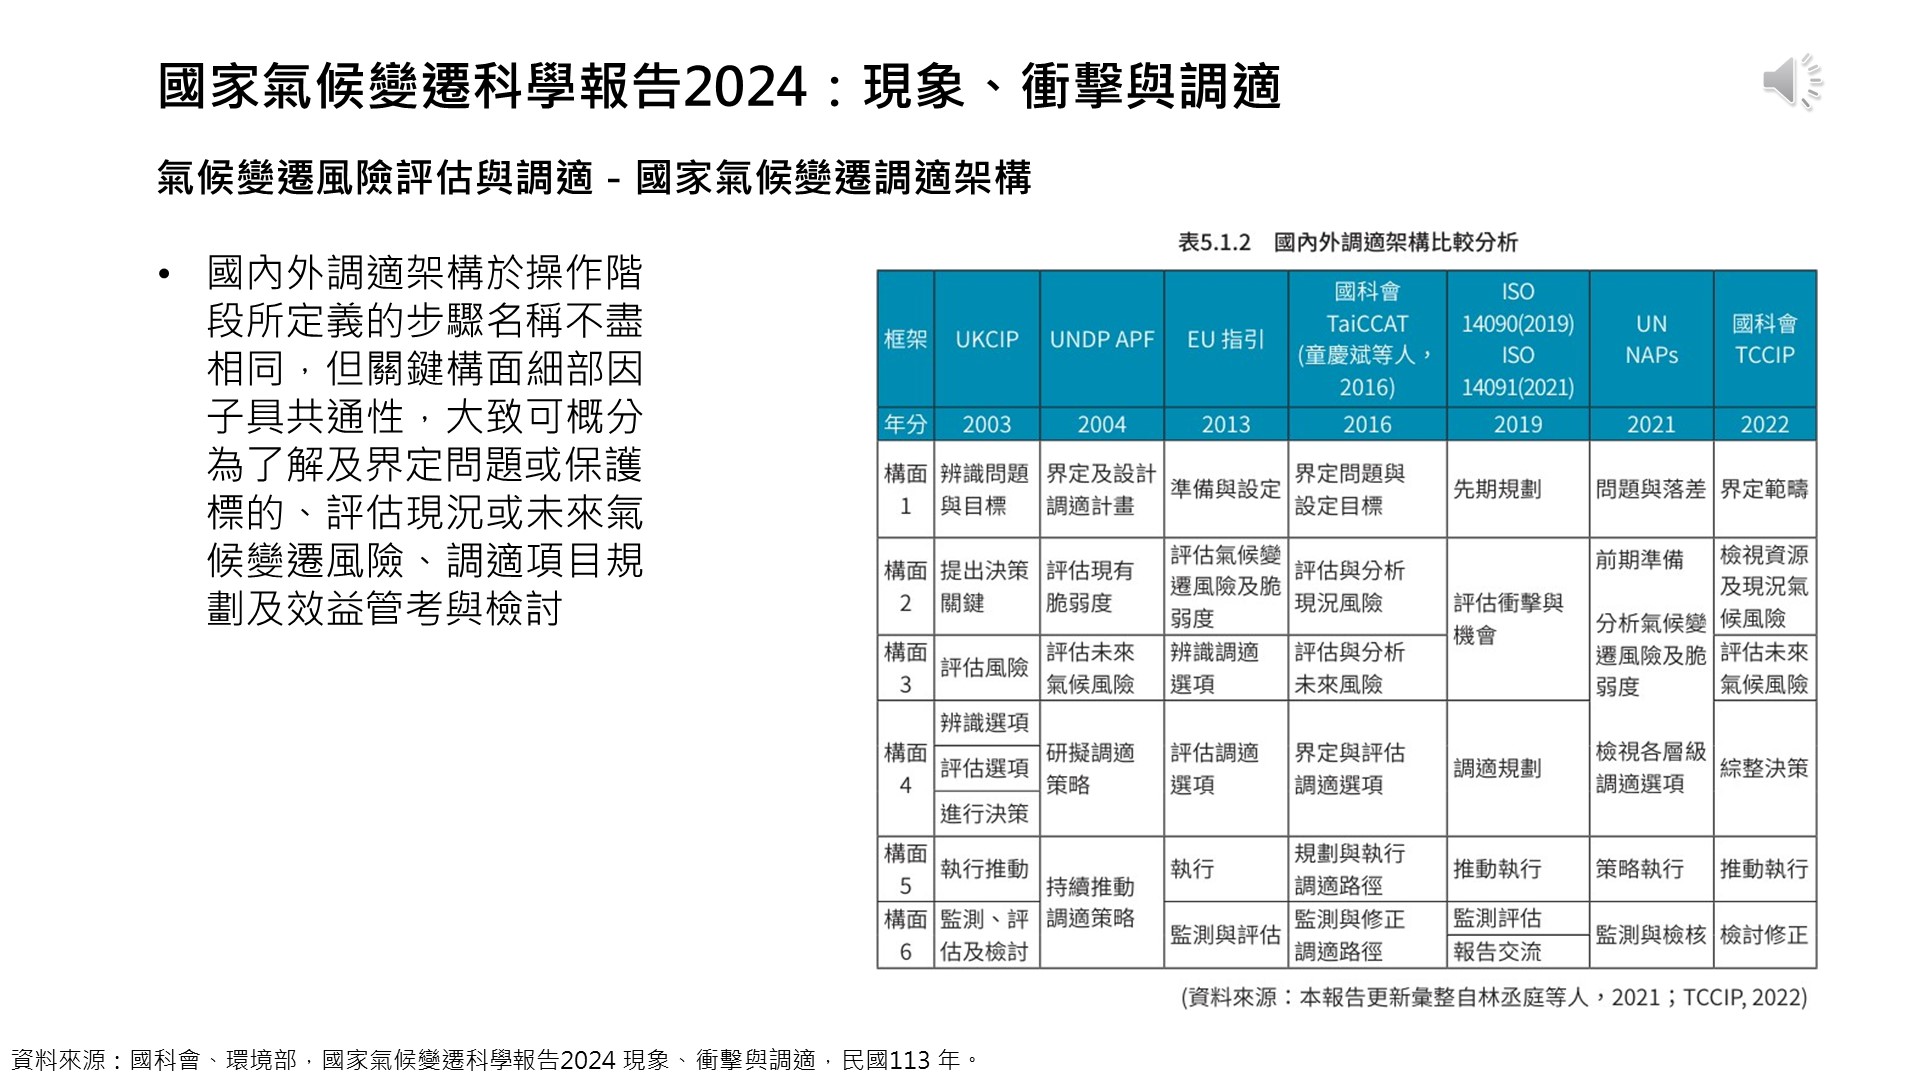 國家氣候變遷科學報告2024：現象、衝擊與調適
氣候變遷風險評估與調適 - 國家氣候變遷調適架構
• 國內外調適架構於操作階
段所定義的步驟名稱不盡
相同，但關鍵構面細部因
子具共通性，大致可概分
為了解及界定問題或保護
標的、評估現況或未來氣
候變遷風險、調適項目規
劃及效益管考與檢討
表5.1.2 國內外調適架構比較分析
框架 UKCIP UNDP APF EU 指引 國科會 TaiCCAT (童慶斌等人，2016) ISO 14090(2019) ISO 14091(2021) UN NAPs 國科會 TCCIP
年分 2003 2004 2013 2016 2019 2021 2022
構面1 辨識問題與目標 界定及設計調適計畫 準備與設定 界定問題與設定目標 先期規劃 問題與落差 界定範疇
構面2 提出決策關鍵 評估現有脆弱度 評估氣候變遷風險及脆弱度 評估與分析現況風險 評估衝擊與機會 前期準備 檢視資源及現況氣候風險
分析氣候變遷風險及脆弱度
構面3 評估風險 評估未來氣候風險 辨識調適選項 評估與分析未來風險 評估未來氣候風險
構面4 辨識選項 研擬調適策略 評估調適選項 界定與評估調適選項 調適規劃 檢視各層級調適選項 綜整決策
評估選項
進行決策
構面5 執行推動 持續推動調適策略 執行 規劃與執行調適路徑 推動執行 策略執行 推動執行
構面6 監測、評估及檢討 監測與評估 監測與修正調適路徑 監測評估 監測與檢核 檢討修正
報告交流
(資料來源：本報告更新彙整自林丞庭等人，2021；TCCIP, 2022)
資料來源：國科會、環境部，國家氣候變遷科學報告2024 現象、衝擊與調適，民國113 年。